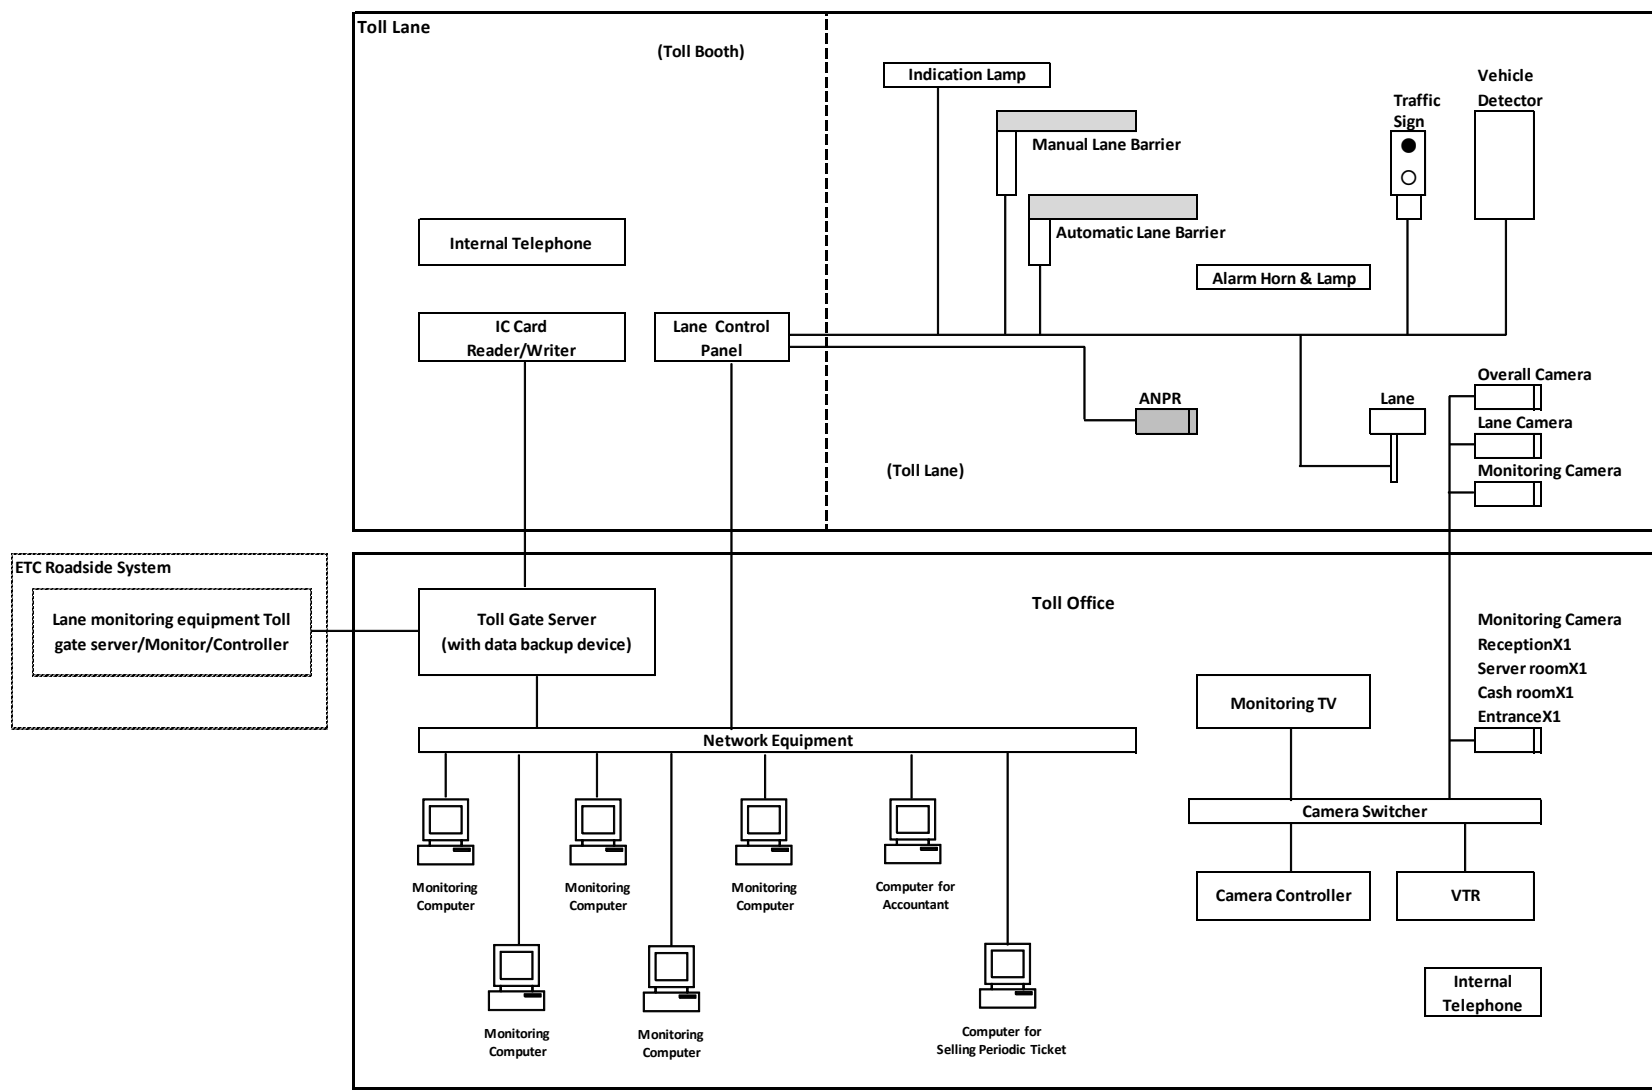 Toll Lane
(Toll Booth)
Indication Lamp
Vehicle
Detector
Traffic
Sign
Manual Lane Barrier
Automatic Lane Barrier
Internal Telephone
Alarm Horn & Lamp
IC Card
Reader/Writer
Lane Control
Panel
ANPR
Lane
Overall Camera
Lane Camera
Monitoring Camera
(Toll Lane)
ETC Roadside System
Lane monitoring equipment Toll
gate server/Monitor/Controller
Toll Gate Server
(with data backup device)
Toll Office
Monitoring Camera
ReceptionX1
Server roomX1
Cash roomX1
EntranceX1
Monitoring TV
Network Equipment
Camera Switcher
Monitoring
Computer
Monitoring
Computer
Monitoring
Computer
Computer for
Accountant
Camera Controller
VTR
Monitoring
Computer
Monitoring
Computer
Computer for
Selling Periodic Ticket
Internal
Telephone